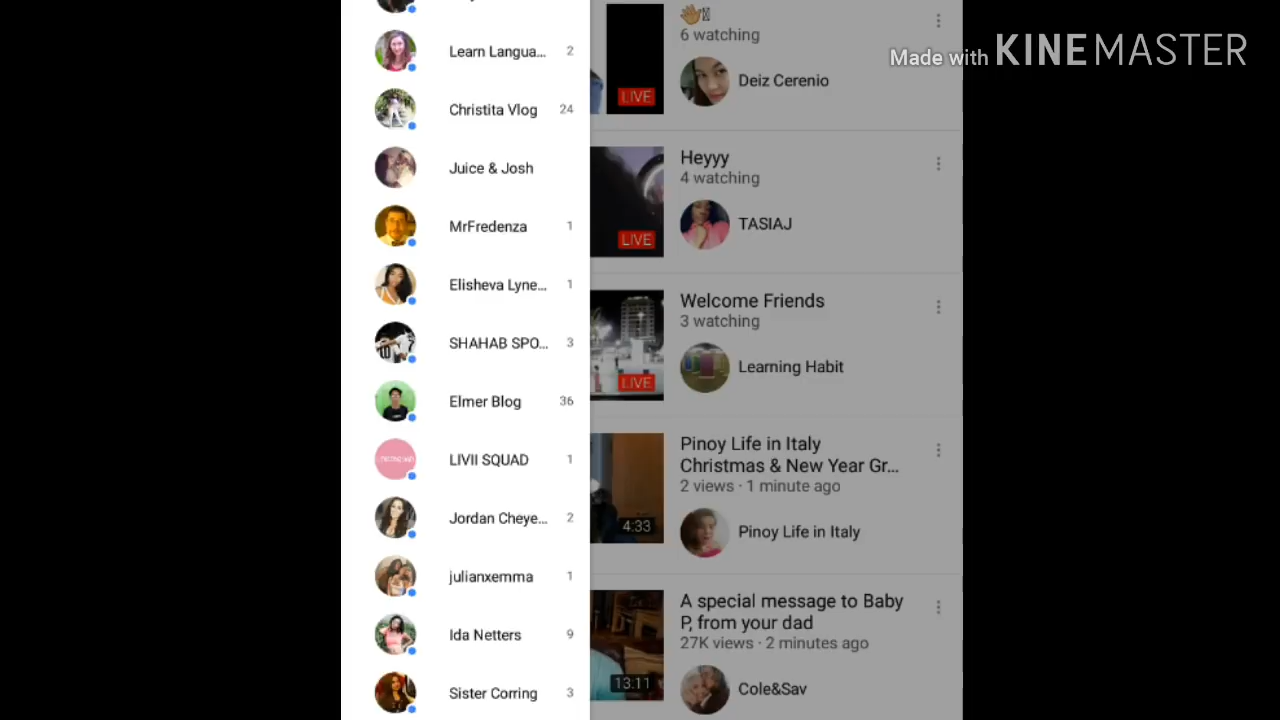 Learn Langua... 2
Christita Vlog 24
Juice & Josh
MrFredenza 1
Elisheva Lyne... 1
SHAHAB SPO... 3
Elmer Blog 36
LIVII SQUAD 1
Jordan Cheye... 2
julianxemma 1
Ida Netters 9
Sister Corring 3
👋
6 watching
LIVE
Deiz Cerenio
Heyyy
4 watching
LIVE
TASIAJ
Welcome Friends
3 watching
LIVE
Learning Habit
Pinoy Life in Italy
Christmas & New Year Gr...
2 views · 1 minute ago
4:33
Pinoy Life in Italy
A special message to Baby
P, from your dad
27K views · 2 minutes ago
13:11
Cole&Sav
Made with KINEMASTER